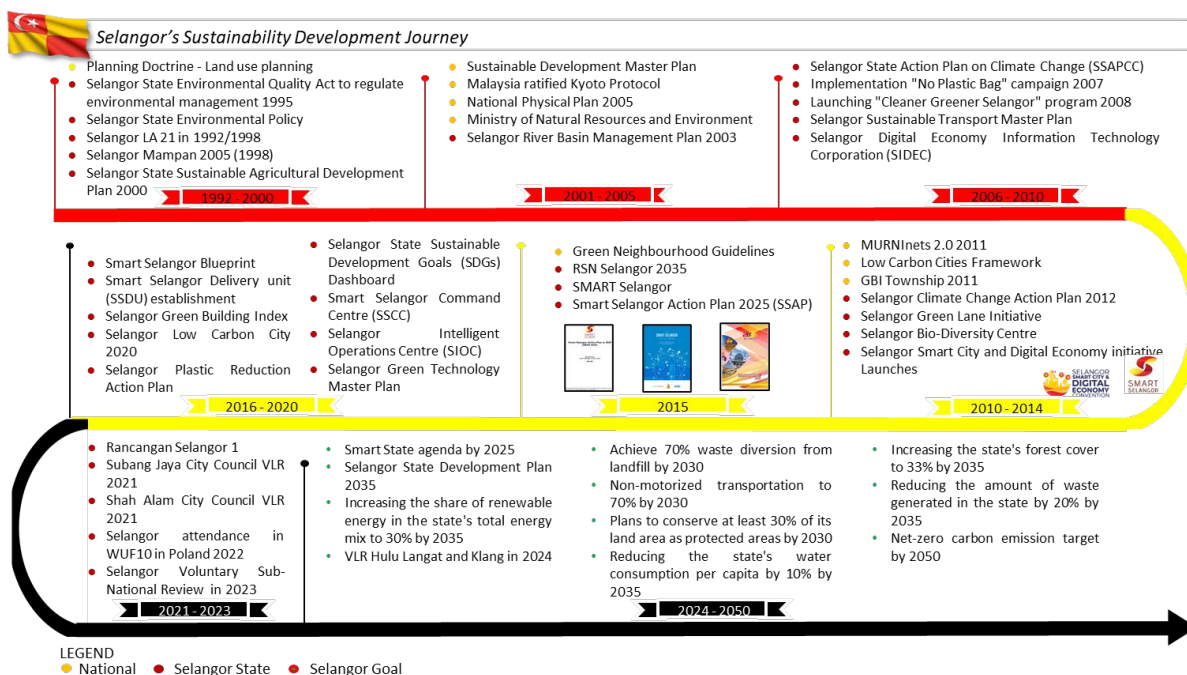 Selangor's Sustainability Development Journey
Planning Doctrine - Land use planning
Selangor State Environmental Quality Act to regulate
environmental management 1995
Selangor State Environmental Policy
Selangor LA 21 in 1992/1998
Selangor Mampan 2005 (1998)
Selangor State Sustainable Agricultural Development
Plan 2000
1992 - 2000
Sustainable Development Master Plan
Malaysia ratified Kyoto Protocol
National Physical Plan 2005
Ministry of Natural Resources and Environment
Selangor River Basin Management Plan 2003
2001 - 2005
Selangor State Action Plan on Climate Change (SSAPCC)
Implementation "No Plastic Bag" campaign 2007
Launching "Cleaner Greener Selangor" program 2008
Selangor Sustainable Transport Master Plan
Selangor Digital Economy Information Technology
Corporation (SIDEC)
2006 - 2010
Smart Selangor Blueprint
Smart Selangor Delivery unit
(SSDU) establishment
Selangor Green Building Index
Selangor Low Carbon City
2020
Selangor Plastic Reduction
Action Plan
Selangor State Sustainable
Development Goals (SDGs)
Dashboard
Smart Selangor Command
Centre (SSCC)
Selangor Intelligent
Operations Centre (SIOC)
Selangor Green Technology
Master Plan
2016 - 2020
Green Neighbourhood Guidelines
RSN Selangor 2035
SMART Selangor
Smart Selangor Action Plan 2025 (SSAP)
2015
MURNInets 2.0 2011
Low Carbon Cities Framework
GBI Township 2011
Selangor Climate Change Action Plan 2012
Selangor Green Lane Initiative
Selangor Bio-Diversity Centre
Selangor Smart City and Digital Economy initiative
Launches
SELANGOR
SMART CITY &
DIGITAL
ECONOMY
CONVENTION
SMART
SELANGOR
2010 - 2014
Rancangan Selangor 1
Subang Jaya City Council VLR
2021
Shah Alam City Council VLR
2021
Selangor attendance in
WUF10 in Poland 2022
Selangor Voluntary Sub-
National Review in 2023
2021 - 2023
Smart State agenda by 2025
Selangor State Development Plan
2035
Increasing the share of renewable
energy in the state's total energy
mix to 30% by 2035
VLR Hulu Langat and Klang in 2024
Achieve 70% waste diversion from
landfill by 2030
Non-motorized transportation to
70% by 2030
Plans to conserve at least 30% of its
land area as protected areas by 2030
Reducing the state's water
consumption per capita by 10% by
2035
Increasing the state's forest cover
to 33% by 2035
Reducing the amount of waste
generated in the state by 20% by
2035
Net-zero carbon emission target
by 2050
2024 - 2050
LEGEND
National Selangor State Selangor Goal